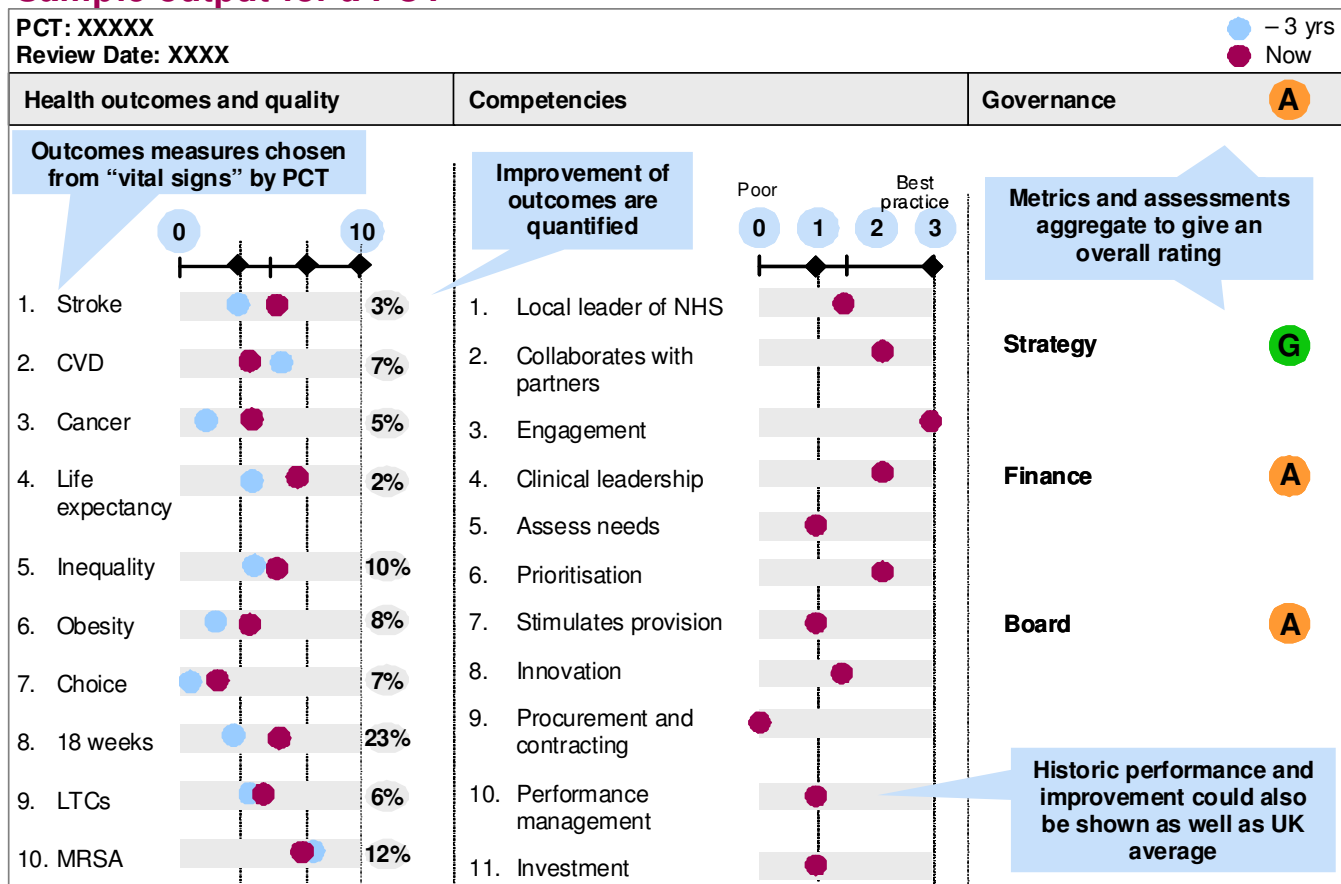 Sample output for a PCT
PCT: XXXXX
Review Date: XXXX
– 3 yrs
Now
Health outcomes and quality
Competencies
Governance
A
Outcomes measures chosen
from “vital signs” by PCT
Improvement of
outcomes are
quantified
0
10
1. Stroke 3%
2. CVD 7%
3. Cancer 5%
4. Life
expectancy 2%
5. Inequality 10%
6. Obesity 8%
7. Choice 7%
8. 18 weeks 23%
9. LTCs 6%
10. MRSA 12%
Poor
Best
practice
0 1 2 3
1. Local leader of NHS
2. Collaborates with
partners
3. Engagement
4. Clinical leadership
5. Assess needs
6. Prioritisation
7. Stimulates provision
8. Innovation
9. Procurement and
contracting
10. Performance
management
11. Investment
Metrics and assessments
aggregate to give an
overall rating
Strategy G
Finance A
Board A
Historic performance and
improvement could also
be shown as well as UK
average